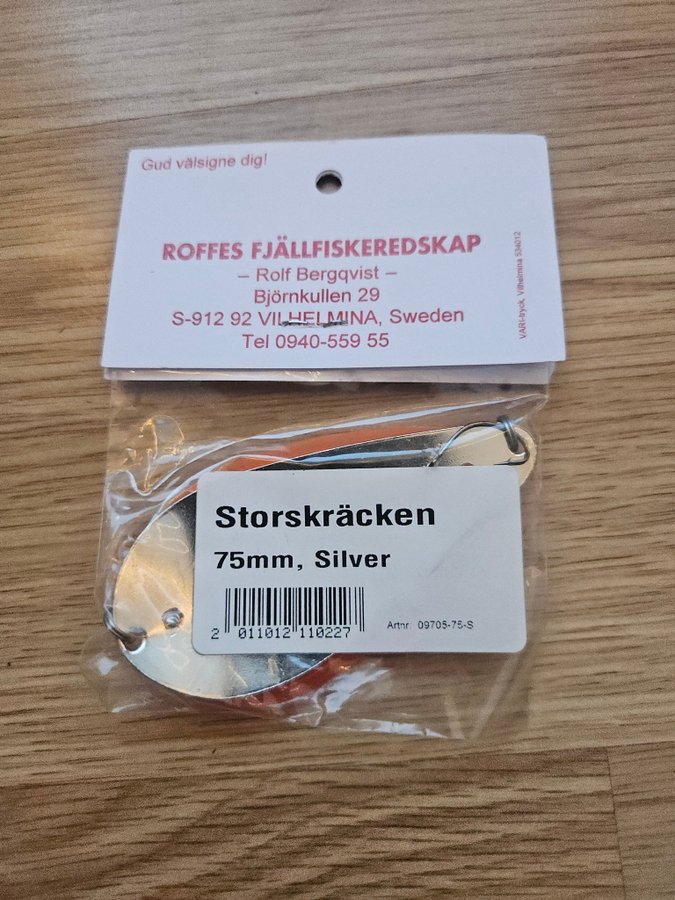 Gud välsigne dig!
ROFFES FJÄLLFISKEREDSKAP
– Rolf Bergqvist –
Björnkullen 29
S-912 92 VILHELMINA, Sweden
Tel 0940-559 55
VARI-tryck, Vilhelmina 534012
Storskräcken
75mm, Silver
2 011012 110227
Artnr: 09705-75-S